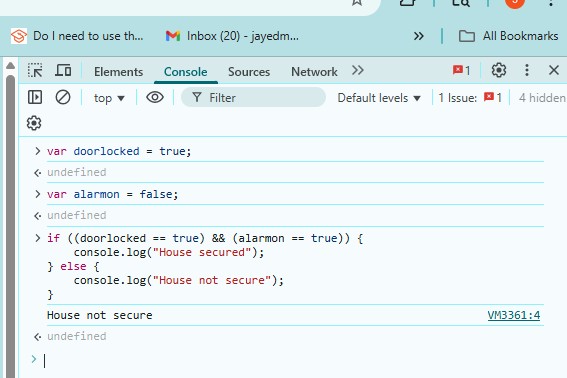 Do I need to use th... Inbox (20) - jayedm... » All Bookmarks
Elements Console Sources Network » 1
top ▼ Filter Default levels ▼ 1 Issue: 1 4 hidden
> var doorlocked = true;
undefined
> var alarmon = false;
undefined
> if ((doorlocked == true) && (alarmon == true)) {
console.log("House secured");
} else {
console.log("House not secure");
}
House not secure VM3361:4
undefined
>